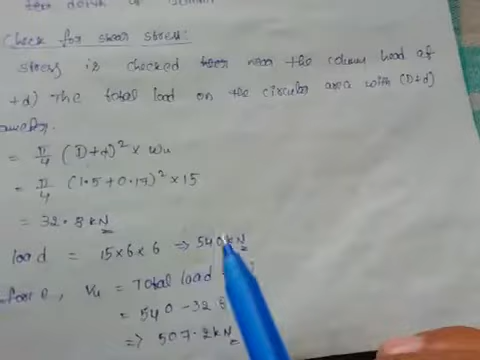 Check for shear stress:
stress is checked near the column head of
+d) The total load on the circular area with (D+d)
= π/4 (D+d)² × wu
= π/4 (1.5+0.17)² × 15
= 32.8 kN
load = 15×6×6 ⇒ 540 kN
Vu = Total load
= 540 - 32.8
⇒ 507.2 kN